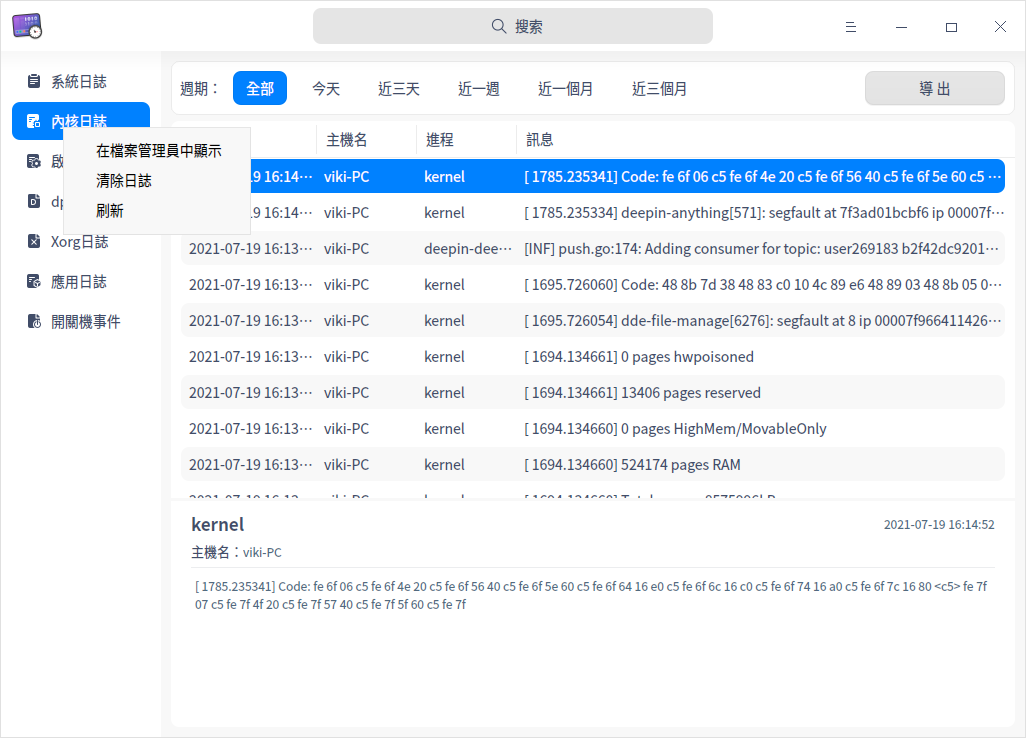 搜索
系統日誌
內核日誌
啟
dp
Xorg日誌
應用日誌
開關機事件
在檔案管理員中顯示
清除日誌
刷新
週期： 全部 今天 近三天 近一週 近一個月 近三個月 導出
主機名 進程 訊息
19 16:14··· viki-PC kernel [ 1785.235341] Code: fe 6f 06 c5 fe 6f 4e 20 c5 fe 6f 56 40 c5 fe 6f 5e 60 c5 ···
19 16:14··· viki-PC kernel [ 1785.235334] deepin-anything[571]: segfault at 7f3ad01bcbf6 ip 00007f···
2021-07-19 16:13··· viki-PC deepin-dee··· [INF] push.go:174: Adding consumer for topic: user269183 b2f42dc9201···
2021-07-19 16:13··· viki-PC kernel [ 1695.726060] Code: 48 8b 7d 38 48 83 c0 10 4c 89 e6 48 89 03 48 8b 05 0···
2021-07-19 16:13··· viki-PC kernel [ 1695.726054] dde-file-manage[6276]: segfault at 8 ip 00007f966411426···
2021-07-19 16:13··· viki-PC kernel [ 1694.134661] 0 pages hwpoisoned
2021-07-19 16:13··· viki-PC kernel [ 1694.134661] 13406 pages reserved
2021-07-19 16:13··· viki-PC kernel [ 1694.134660] 0 pages HighMem/MovableOnly
2021-07-19 16:13··· viki-PC kernel [ 1694.134660] 524174 pages RAM
kernel 2021-07-19 16:14:52
主機名：viki-PC
[ 1785.235341] Code: fe 6f 06 c5 fe 6f 4e 20 c5 fe 6f 56 40 c5 fe 6f 5e 60 c5 fe 6f 64 16 e0 c5 fe 6f 6c 16 c0 c5 fe 6f 74 16 a0 c5 fe 6f 7c 16 80 <c5> fe 7f
07 c5 fe 7f 4f 20 c5 fe 7f 57 40 c5 fe 7f 5f 60 c5 fe 7f